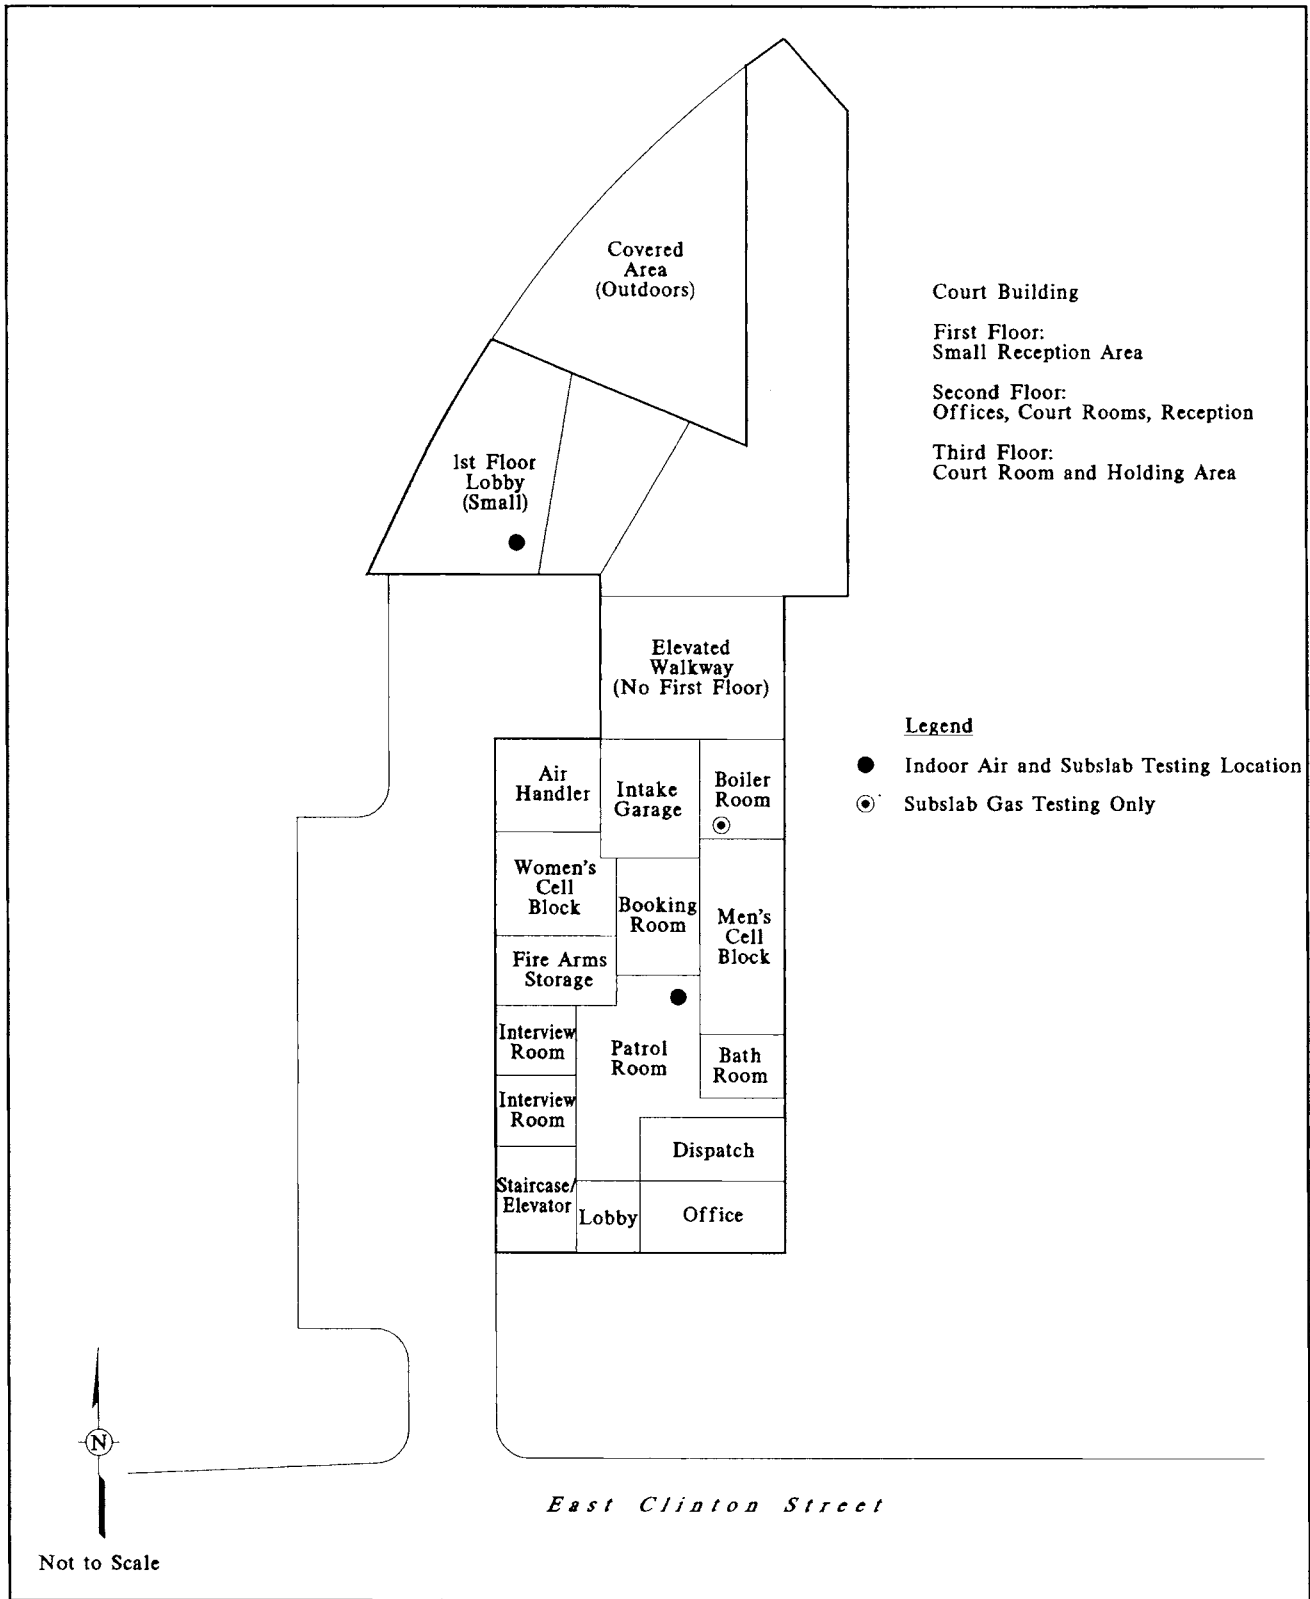 Covered
Area
(Outdoors)
Court Building
First Floor:
Small Reception Area
Second Floor:
Offices, Court Rooms, Reception
Third Floor:
Court Room and Holding Area
1st Floor
Lobby
(Small)
Elevated
Walkway
(No First Floor)
Legend
Indoor Air and Subslab Testing Location
Subslab Gas Testing Only
Air
Handler
Intake
Garage
Boiler
Room
Women's
Cell
Block
Booking
Room
Men's
Cell
Block
Fire Arms
Storage
Interview
Room
Patrol
Room
Bath
Room
Interview
Room
Dispatch
Staircase/
Elevator
Lobby
Office
N
East Clinton Street
Not to Scale